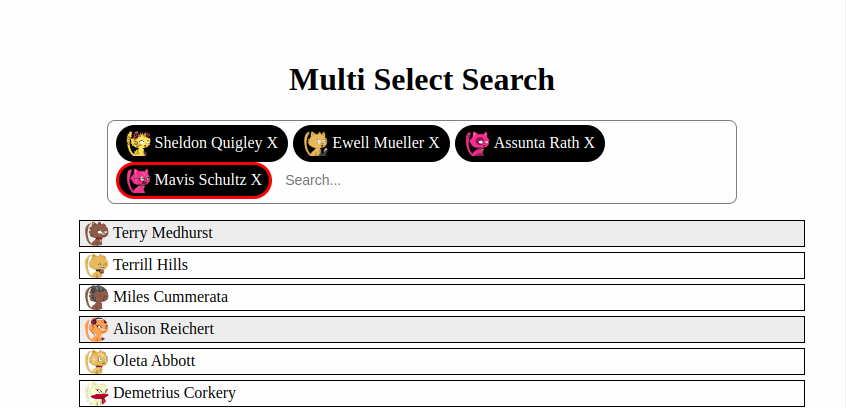 Multi Select Search
Sheldon Quigley X Ewell Mueller X Assunta Rath X
Mavis Schultz X Search...
Terry Medhurst
Terrill Hills
Miles Cummerata
Alison Reichert
Oleta Abbott
Demetrius Corkery